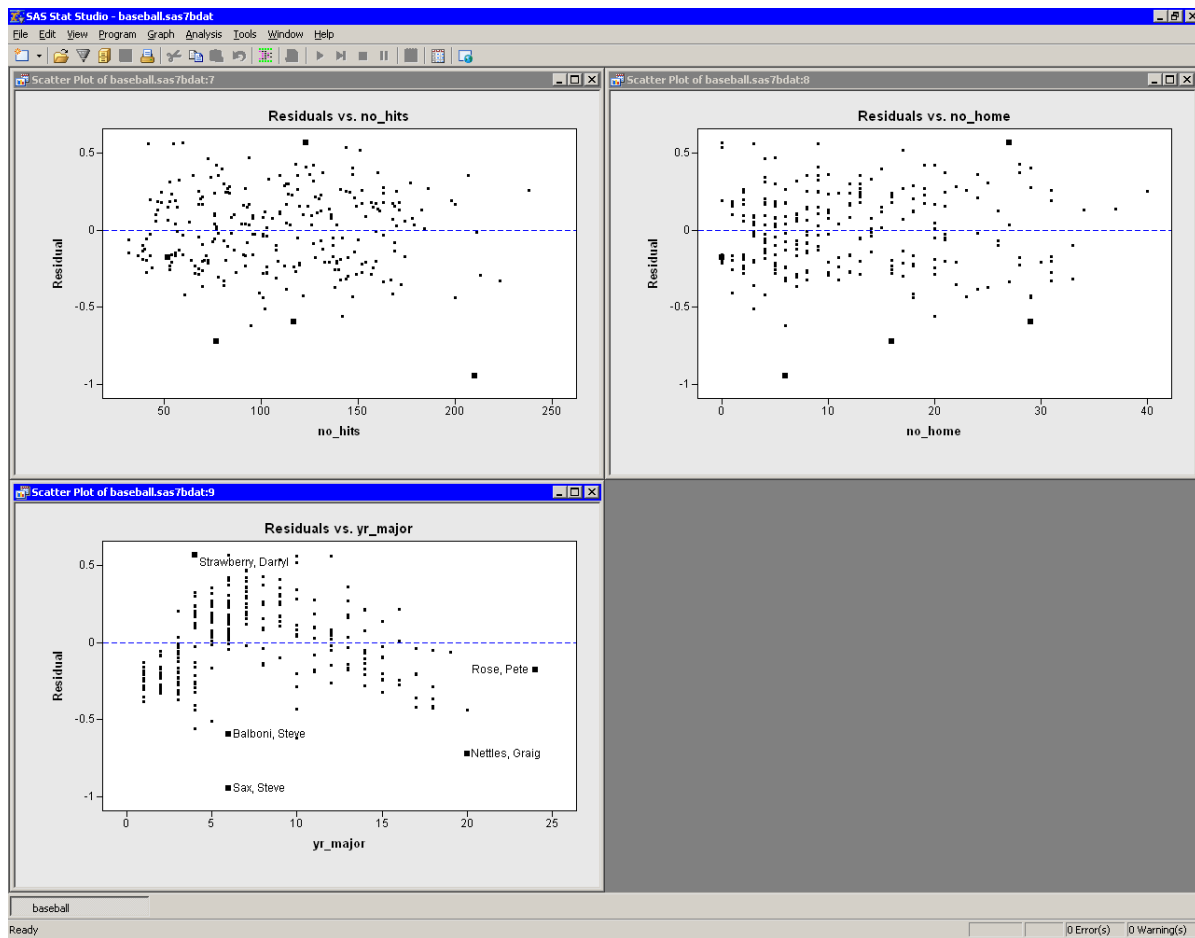 SAS Stat Studio - baseball.sas7bdat
File Edit View Program Graph Analysis Tools Window Help
Scatter Plot of baseball.sas7bdat:7
Residuals vs. no_hits
0.5
0
-0.5
-1
Residual
50 100 150 200 250
no_hits
Scatter Plot of baseball.sas7bdat:8
Residuals vs. no_home
0.5
0
-0.5
-1
Residual
0 10 20 30 40
no_home
Scatter Plot of baseball.sas7bdat:9
Residuals vs. yr_major
0.5
0
-0.5
-1
Residual
Strawberry, Darryl
Rose, Pete
Balboni, Steve
Nettles, Graig
Sax, Steve
0 5 10 15 20 25
yr_major
baseball
Ready
0 Error(s) 0 Warning(s)